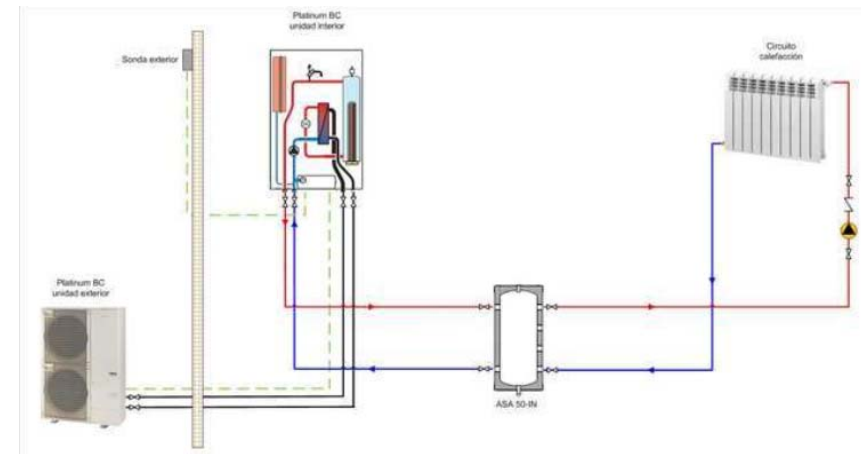 Platinum BC
unidad interior
Sonda exterior
Circuito
calefacción
Platinum BC
unidad exterior
ASA 50-IN